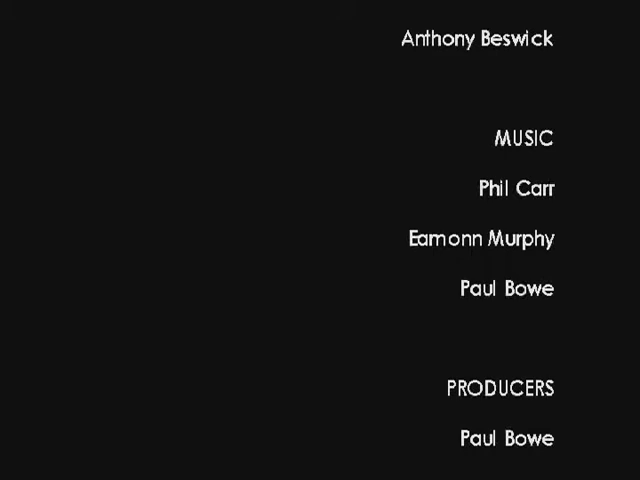 Anthony Beswick
MUSIC
Phil Carr
Eamonn Murphy
Paul Bowe
PRODUCERS
Paul Bowe